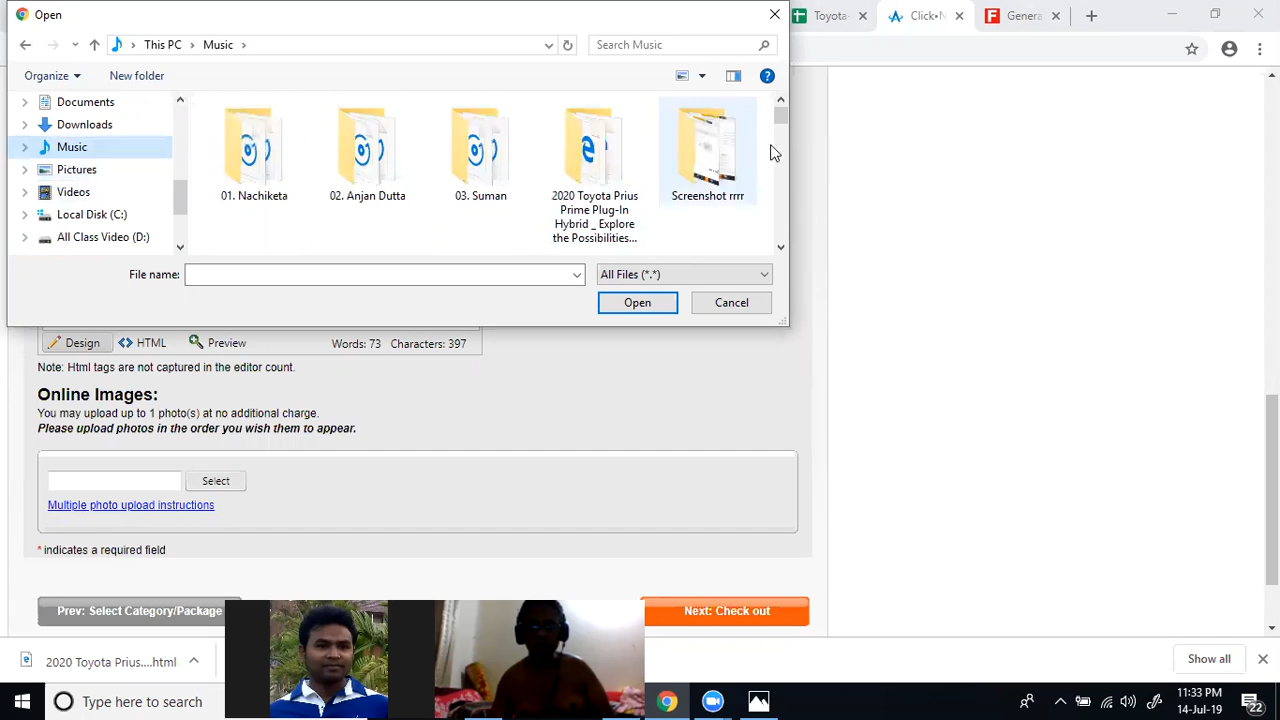 Open
Toyota-
Click•N
Genera
This PC
Music
Search Music
Organize
New folder
Documents
Downloads
Music
Pictures
Videos
Local Disk (C:)
All Class Video (D:)
01. Nachiketa
02. Anjan Dutta
03. Suman
2020 Toyota Prius
Prime Plug-In
Hybrid _ Explore
the Possibilities...
Screenshot rrrr
File name:
All Files (*.*)
Open
Cancel
Design
HTML
Preview
Words: 73 Characters: 397
Note: Html tags are not captured in the editor count.
Online Images:
You may upload up to 1 photo(s) at no additional charge.
Please upload photos in the order you wish them to appear.
Select
Multiple photo upload instructions
* indicates a required field
Prev: Select Category/Package
Next: Check out
2020 Toyota Prius....html
Show all
Type here to search
11:33 PM
14-Jul-19
22